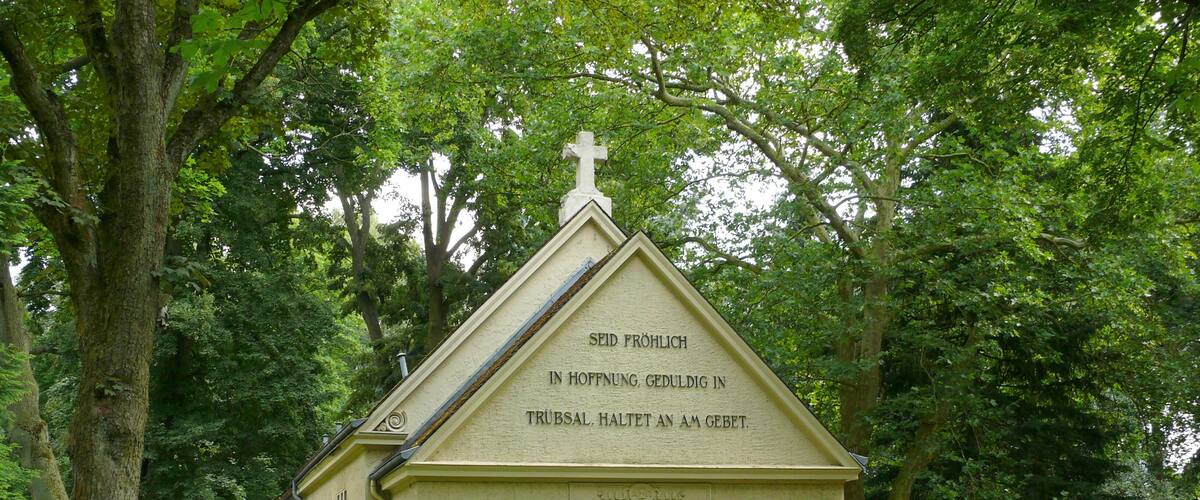 SEID FRÖHLICH
IN HOFFNUNG, GEDULDIG IN
TRÜBSAL, HALTET AN AM GEBET.